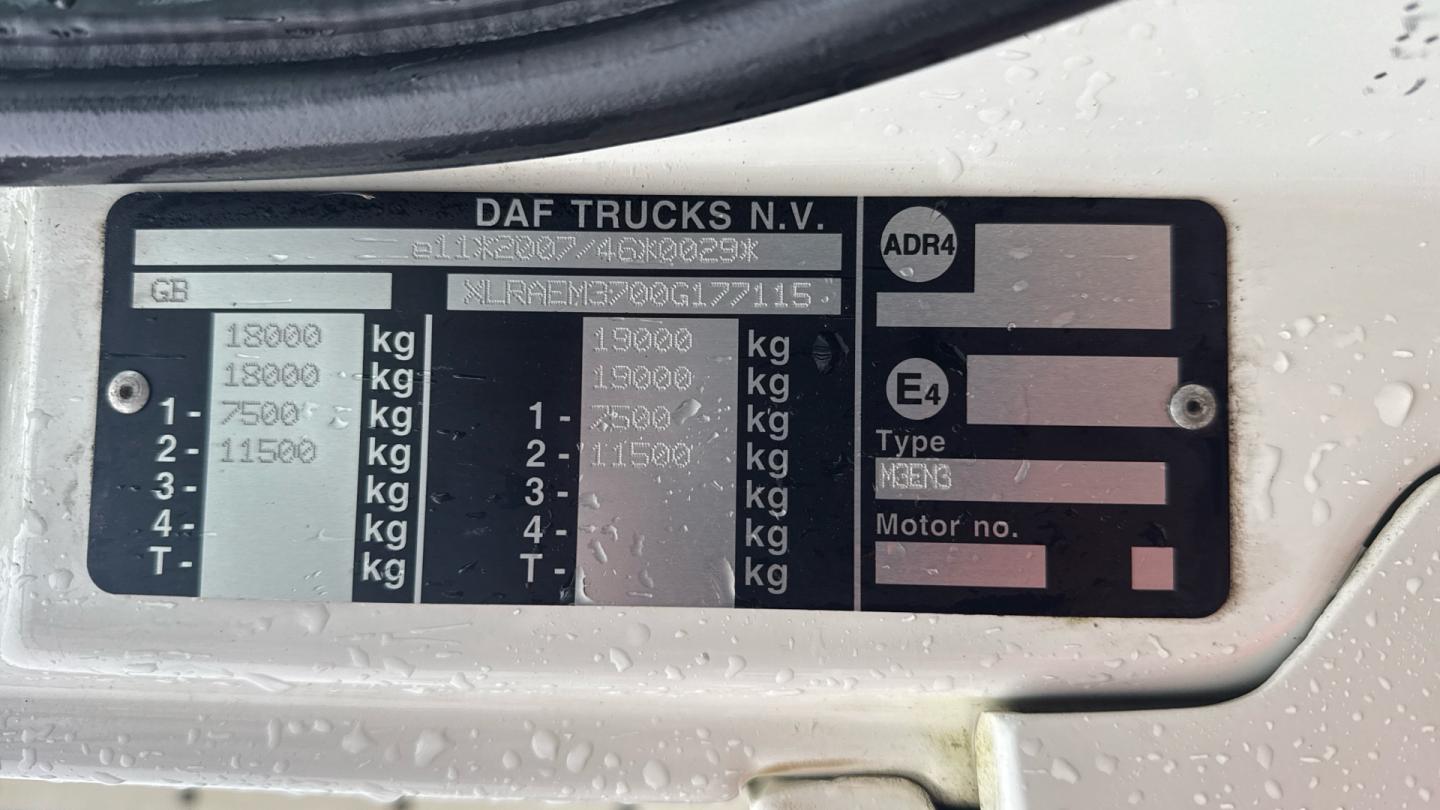 DAF TRUCKS N.V.
e11*2007/46*0029*
GB XLRAEM3700G177115
18000 kg 19000 kg
18000 kg 19000 kg
1- 7500 kg 1- 7500 kg
2- 11500 kg 2- 11500 kg
3- kg 3- kg
4- kg 4- kg
T- kg T- kg
ADR4
E4
Type
M3EN3
Motor no.